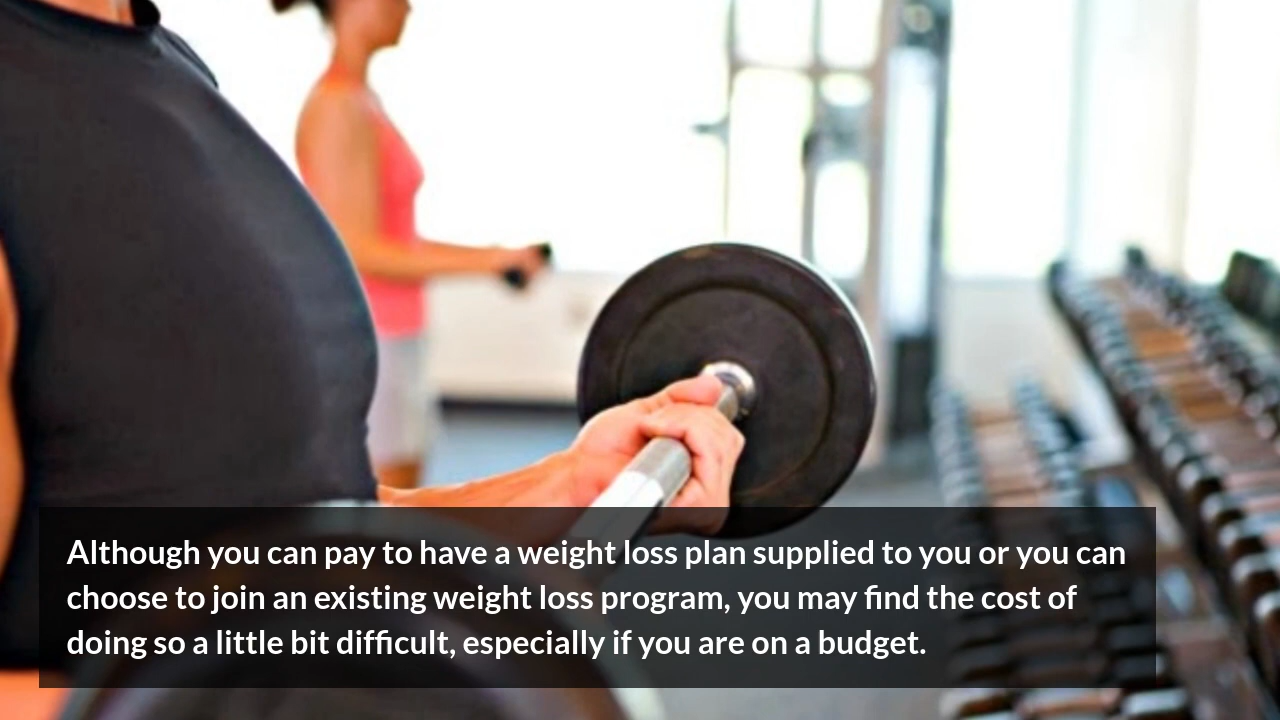 Although you can pay to have a weight loss plan supplied to you or you can
choose to join an existing weight loss program, you may find the cost of
doing so a little bit difficult, especially if you are on a budget.